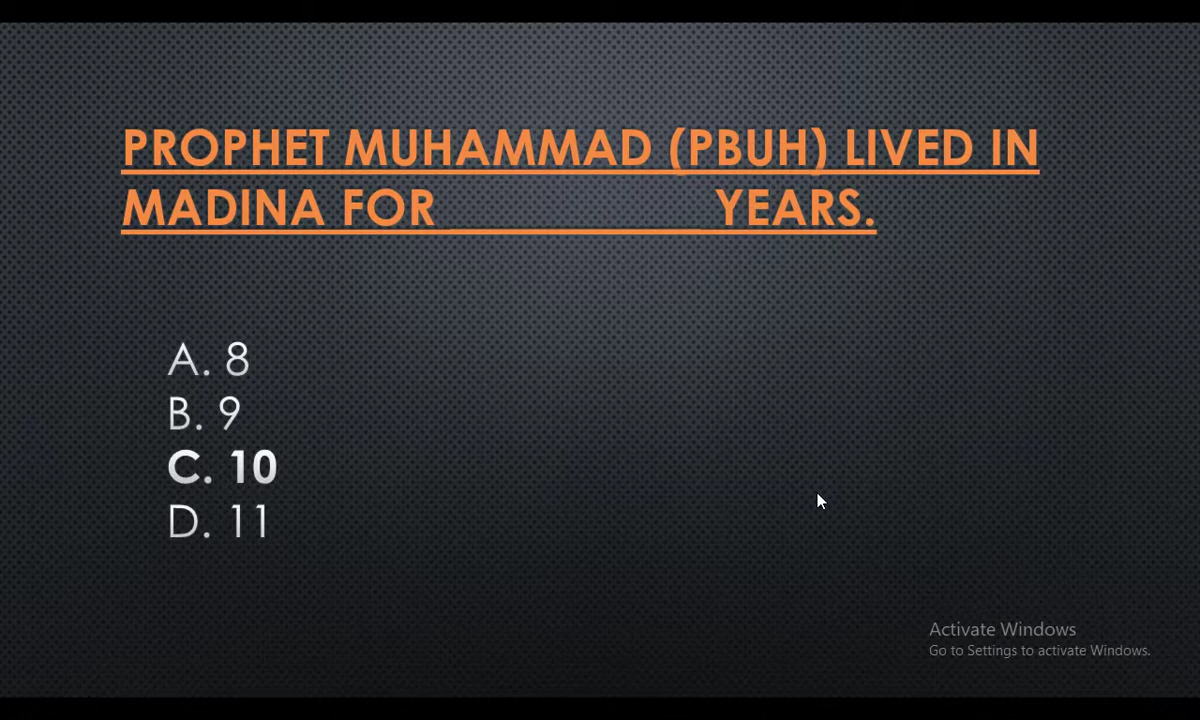 PROPHET MUHAMMAD (PBUH) LIVED IN
MADINA FOR __________ YEARS.
A. 8
B. 9
C. 10
D. 11
Activate Windows
Go to Settings to activate Windows.